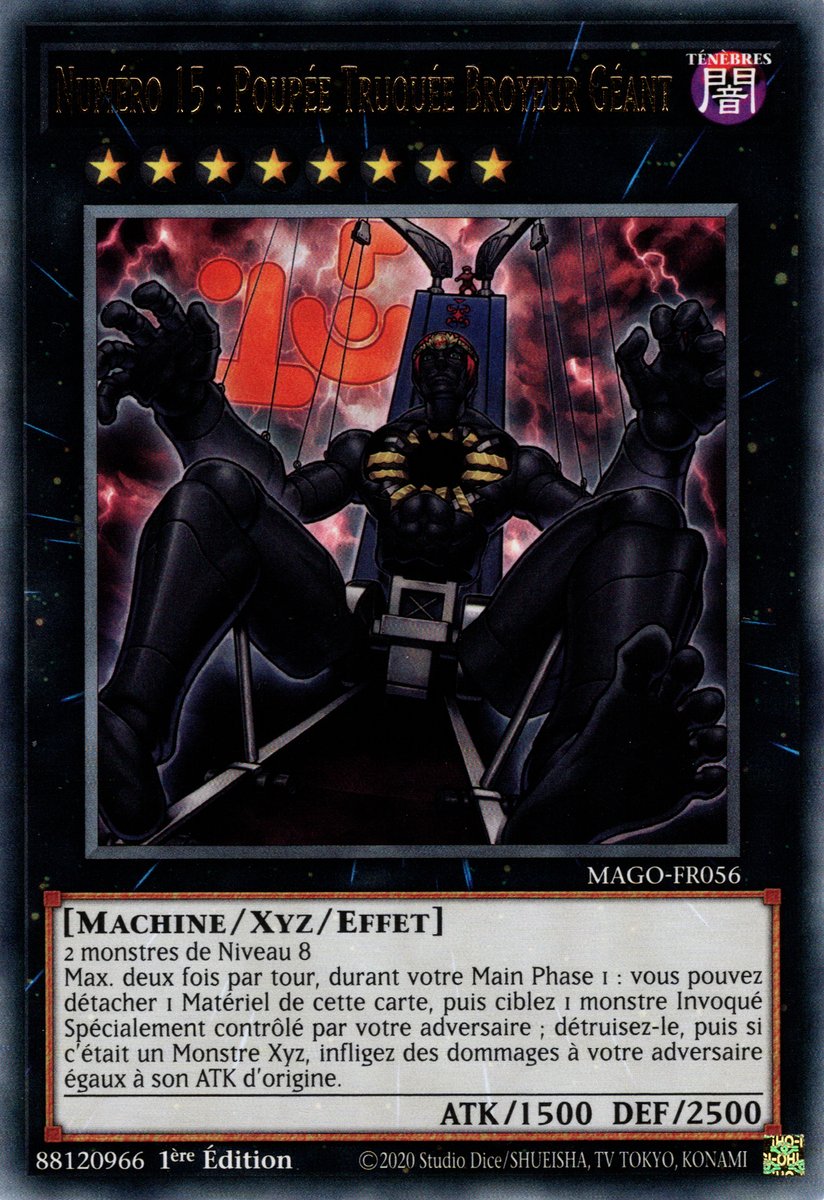 Numéro 15 : Poupée Truquée Broyeur Géant
TÉNÈBRES
闇
15
MAGO-FR056
[Machine/Xyz/Effet]
2 monstres de Niveau 8
Max. deux fois par tour, durant votre Main Phase 1 : vous pouvez
détacher 1 Matériel de cette carte, puis ciblez 1 monstre Invoqué
Spécialement contrôlé par votre adversaire ; détruisez-le, puis si
c'était un Monstre Xyz, infligez des dommages à votre adversaire
égaux à son ATK d'origine.
ATK/1500 DEF/2500
88120966 1ère Édition
©2020 Studio Dice/SHUEISHA, TV TOKYO, KONAMI